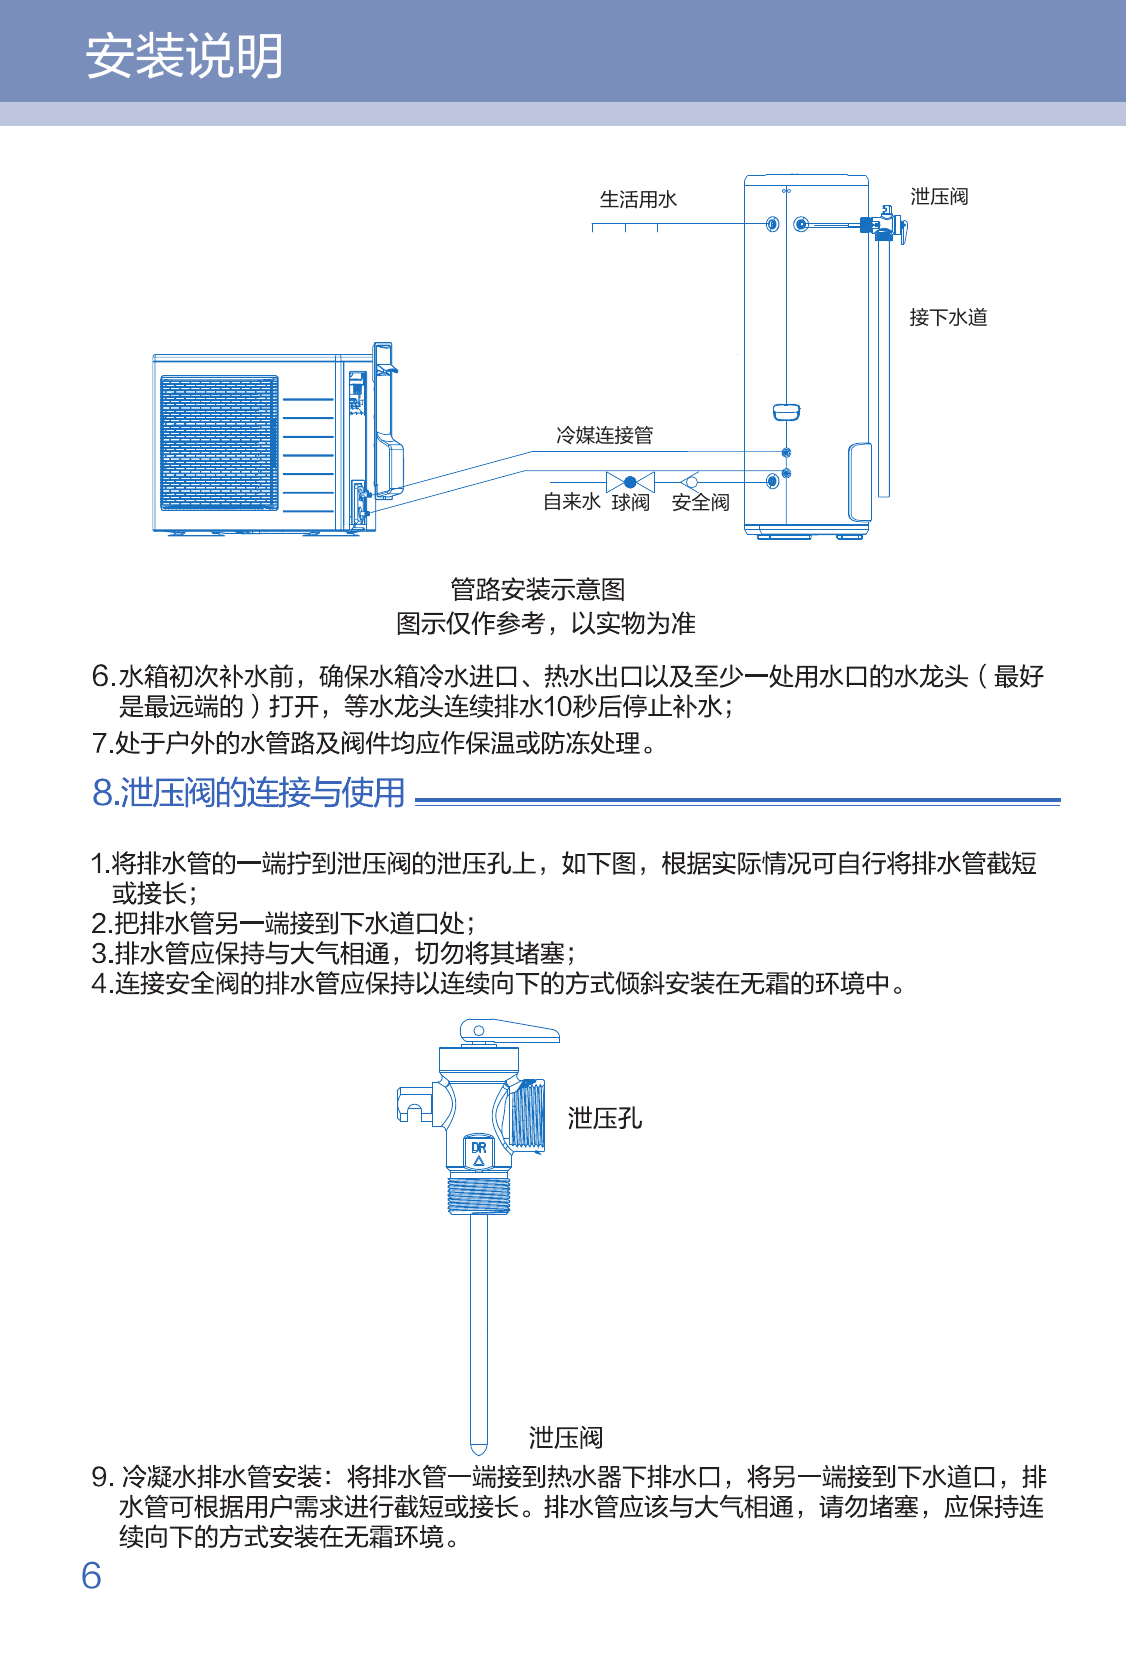 安装说明
生活用水
泄压阀
接下水道
冷媒连接管
自来水 球阀 安全阀
管路安装示意图
图示仅作参考，以实物为准
6.水箱初次补水前，确保水箱冷水进口、热水出口以及至少一处用水口的水龙头（最好
是最远端的）打开，等水龙头连续排水10秒后停止补水；
7.处于户外的水管路及阀件均应作保温或防冻处理。
8.泄压阀的连接与使用
1.将排水管的一端拧到泄压阀的泄压孔上，如下图，根据实际情况可自行将排水管截短
或接长；
2.把排水管另一端接到下水道口处；
3.排水管应保持与大气相通，切勿将其堵塞；
4.连接安全阀的排水管应保持以连续向下的方式倾斜安装在无霜的环境中。
泄压孔
DR
泄压阀
9. 冷凝水排水管安装：将排水管一端接到热水器下排水口，将另一端接到下水道口，排
水管可根据用户需求进行截短或接长。排水管应该与大气相通，请勿堵塞，应保持连
续向下的方式安装在无霜环境。
6